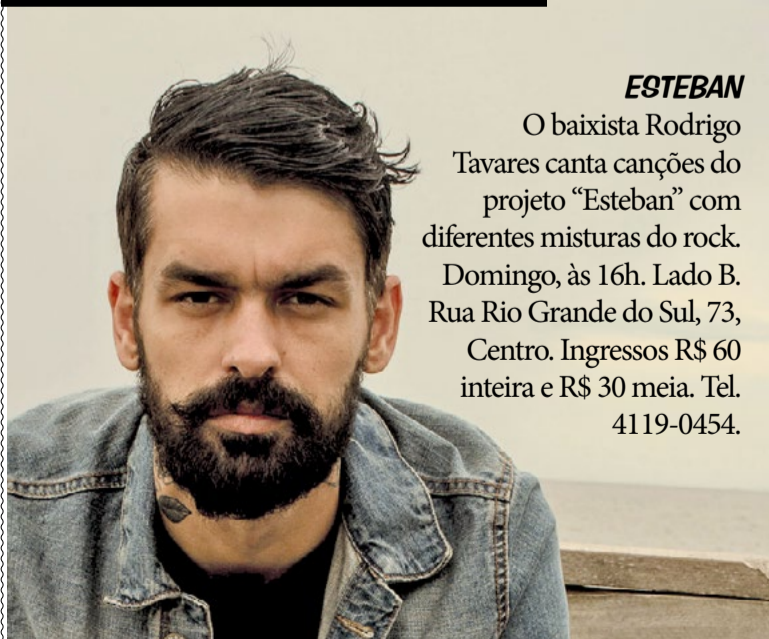 ESTEBAN
O baixista Rodrigo
Tavares canta canções do
projeto “Esteban” com
diferentes misturas do rock.
Domingo, às 16h. Lado B.
Rua Rio Grande do Sul, 73,
Centro. Ingressos R$ 60
inteira e R$ 30 meia. Tel.
4119-0454.